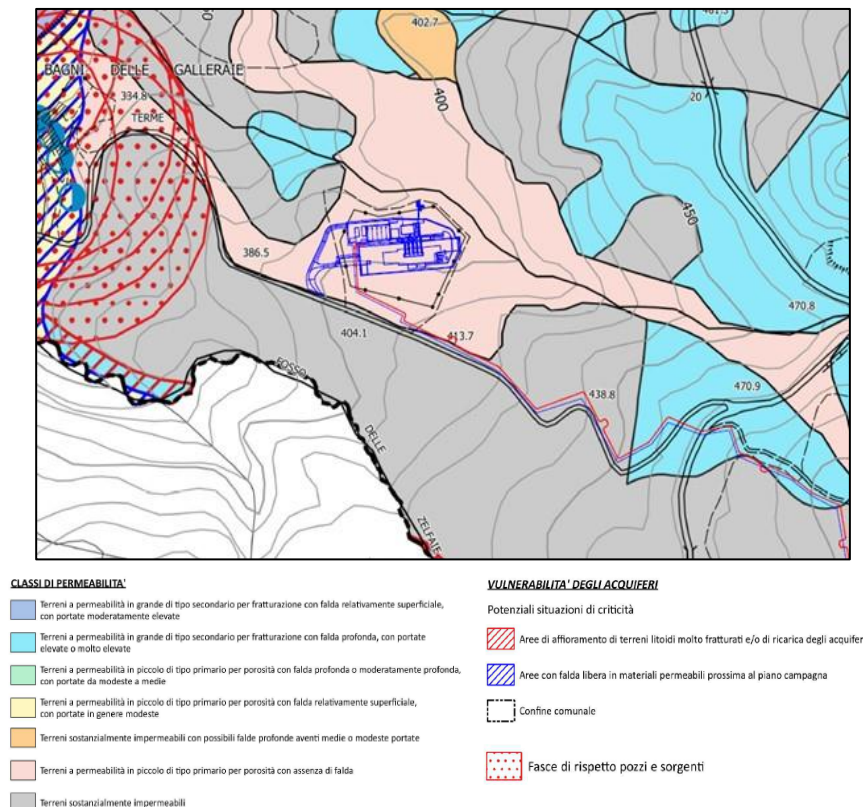 402.7
BAGNI DELLE GALLERAIE
334.8
TERME
400
20
386.5
450
404.1
413.7
470.8
FOSSO
DELLE
ZELFAIE
438.8
470.9
CLASSI DI PERMEABILITA'
Terreni a permeabilità in grande di tipo secondario per fratturazione con falda relativamente superficiale,
con portate moderatamente elevate
Terreni a permeabilità in grande di tipo secondario per fratturazione con falda profonda, con portate
elevate o molto elevate
Terreni a permeabilità in piccolo di tipo primario per porosità con falda profonda o moderatamente profonda,
con portate da modeste a medie
Terreni a permeabilità in piccolo di tipo primario per porosità con falda relativamente superficiale,
con portate in genere modeste
Terreni sostanzialmente impermeabili con possibili falde profonde aventi medie o modeste portate
Terreni a permeabilità in piccolo di tipo primario per porosità con assenza di falda
Terreni sostanzialmente impermeabili
VULNERABILITA' DEGLI ACQUIFERI
Potenziali situazioni di criticità
Aree di affioramento di terreni litoidi molto fratturati e/o di ricarica degli acquifer
Aree con falda libera in materiali permeabili prossima al piano campagna
Confine comunale
Fasce di rispetto pozzi e sorgenti